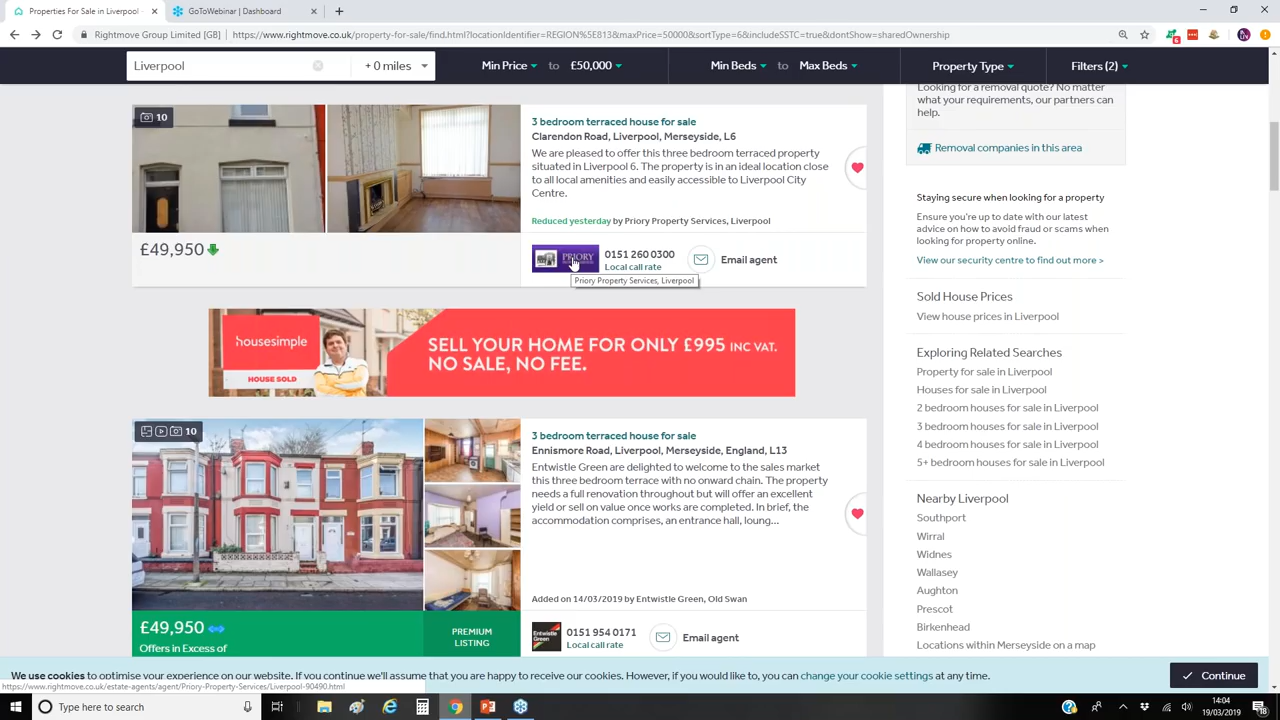 Properties For Sale in Liverpool
GoToWebinar | Dashboard
Rightmove Group Limited [GB] | https://www.rightmove.co.uk/property-for-sale/find.html?locationIdentifier=REGION%5E813&maxPrice=50000&sortType=6&includeSSTC=true&dontShow=sharedOwnership
6
Liverpool
+ 0 miles
Min Price to £50,000
Min Beds to Max Beds
Property Type
Filters (2)
10
3 bedroom terraced house for sale
Clarendon Road, Liverpool, Merseyside, L6
We are pleased to offer this three bedroom terraced property
situated in Liverpool 6. The property is in an ideal location close
to all local amenities and easily accessible to Liverpool City
Centre.
Reduced yesterday by Priory Property Services, Liverpool
£49,950
PRIORY
0151 260 0300
Local call rate
Email agent
Priory Property Services, Liverpool
housesimple
HOUSE SOLD
SELL YOUR HOME FOR ONLY £995 INC VAT.
NO SALE, NO FEE.
10
3 bedroom terraced house for sale
Ennismore Road, Liverpool, Merseyside, England, L13
Entwistle Green are delighted to welcome to the sales market
this three bedroom terrace with no onward chain. The property
needs a full renovation throughout but will offer an excellent
yield or sell on value once works are completed. In brief, the
accommodation comprises, an entrance hall, loung...
Added on 14/03/2019 by Entwistle Green, Old Swan
£49,950
Offers in Excess of
PREMIUM
LISTING
Entwistle
Green
0151 954 0171
Local call rate
Email agent
Looking for a removal quote? No matter
what your requirements, our partners can
help.
Removal companies in this area
Staying secure when looking for a property
Ensure you're up to date with our latest
advice on how to avoid fraud or scams when
looking for property online.
View our security centre to find out more >
Sold House Prices
View house prices in Liverpool
Exploring Related Searches
Property for sale in Liverpool
Houses for sale in Liverpool
2 bedroom houses for sale in Liverpool
3 bedroom houses for sale in Liverpool
4 bedroom houses for sale in Liverpool
5+ bedroom houses for sale in Liverpool
Nearby Liverpool
Southport
Wirral
Widnes
Wallasey
Aughton
Prescot
Birkenhead
Locations within Merseyside on a map
We use cookies to optimise your experience on our website. If you continue we'll assume that you are happy to receive our cookies. However, if you would like to, you can change your cookie settings at any time.
Continue
https://www.rightmove.co.uk/estate-agents/agent/Priory-Property-Services/Liverpool-90490.html
Type here to search
14:04
19/03/2019
18